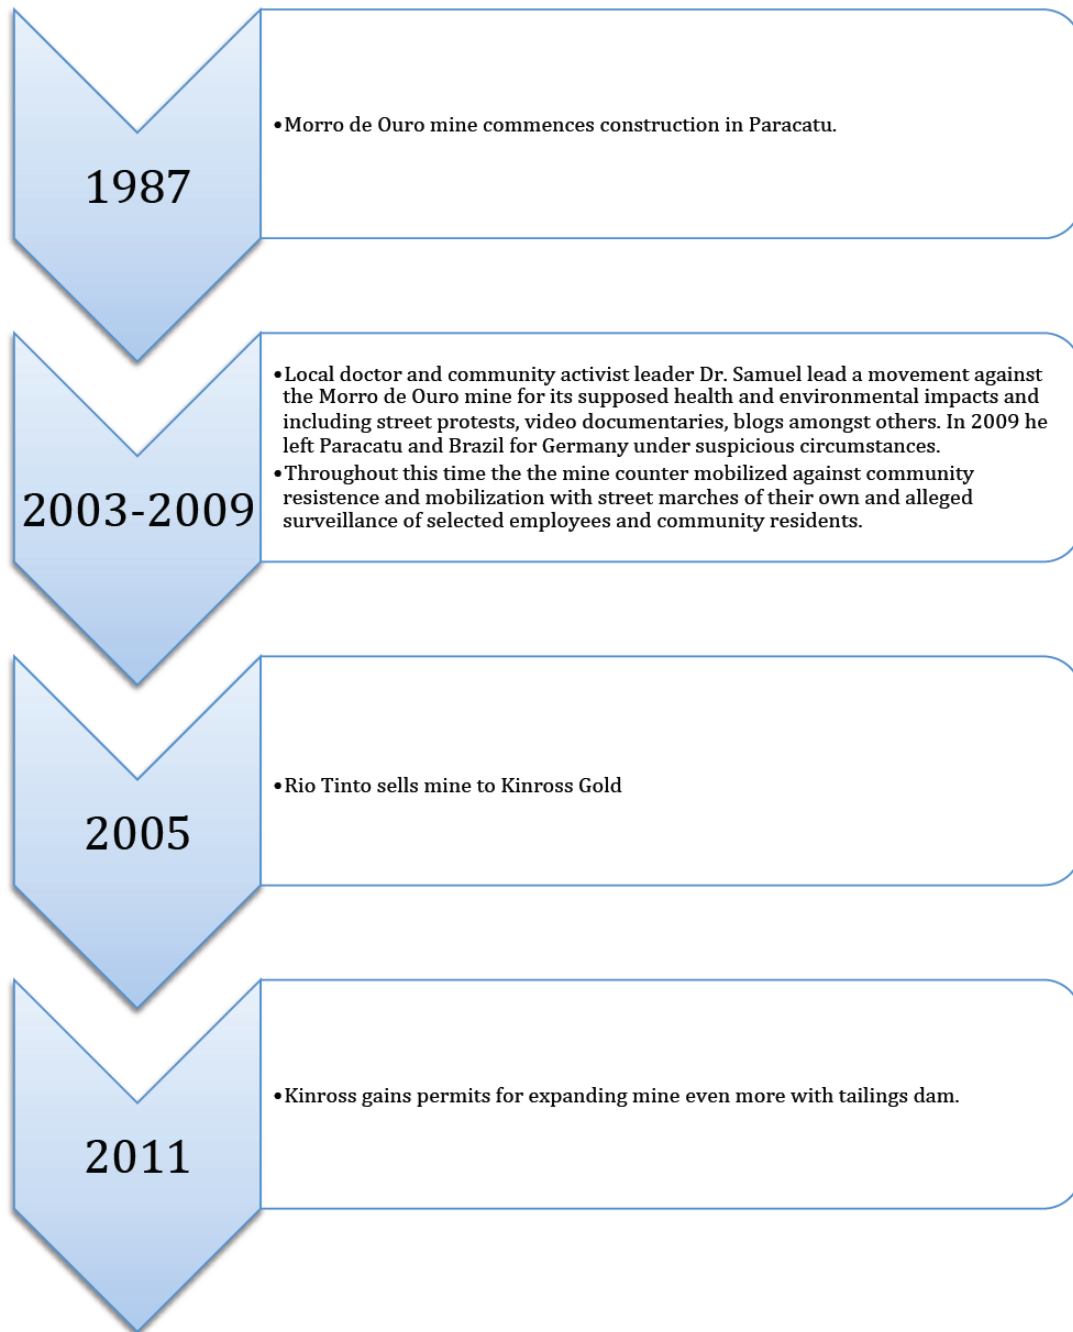 1987
•Morro de Ouro mine commences construction in Paracatu.
2003-2009
•Local doctor and community activist leader Dr. Samuel lead a movement against
the Morro de Ouro mine for its supposed health and environmental impacts and
including street protests, video documentaries, blogs amongst others. In 2009 he
left Paracatu and Brazil for Germany under suspicious circumstances.
•Throughout this time the the mine counter mobilized against community
resistence and mobilization with street marches of their own and alleged
surveillance of selected employees and community residents.
2005
•Rio Tinto sells mine to Kinross Gold
2011
•Kinross gains permits for expanding mine even more with tailings dam.